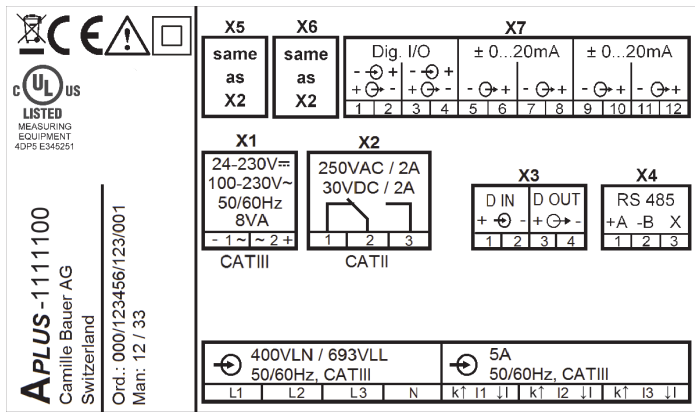 CE
C UL US
LISTED
MEASURING
EQUIPMENT
4DP5 E345251
APLUS-1111100
Camille Bauer AG
Switzerland
Ord.: 000/123456/123/001
Man: 12 / 33
X5
same
as
X2
X6
same
as
X2
X7
Dig. I/O
± 0...20mA
± 0...20mA
- + - +
+ - + - - + - + - + - +
1 2 3 4 5 6 7 8 9 10 11 12
X1
24-230V⎓
100-230V~
50/60Hz
8VA
- 1 ~ ~ 2 +
CATIII
X2
250VAC / 2A
30VDC / 2A
1 2 3
CATII
X3
D IN D OUT
+ - + -
1 2 3 4
X4
RS 485
+A -B X
1 2 3
400VLN / 693VLL
50/60Hz, CATIII
L1 L2 L3 N
5A
50/60Hz, CATIII
k↑ I1 ↓l k↑ I2 ↓l k↑ I3 ↓l